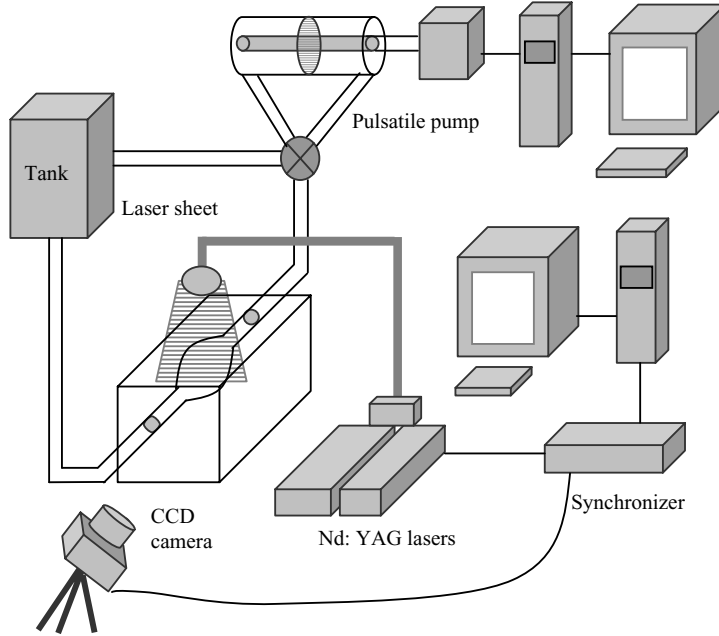 Pulsatile pump
Tank
Laser sheet
Synchronizer
CCD
camera
Nd: YAG lasers